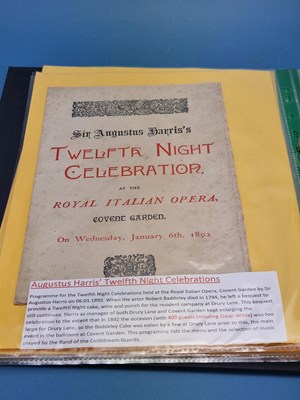 Sir Augustus Harris's
TWELFTH NIGHT
CELEBRATION,
AT THE
ROYAL ITALIAN OPERA,
COVENT GARDEN.
On Wednesday, January 6th, 1892.
Augustus Harris' Twelfth Night Celebrations
Programme for the Twelfth Night Celebrations held at the Royal Italian Opera, Covent Garden by Sir
Augustus Harris on 06.01.1892. When the actor Robert Baddeley died in 1794, he left a bequest to
provide a Twelfth Night cake, wine and punch for the resident company at Drury Lane. This bequest
still continues. Harris as manager of both Drury Lane and Covent Garden kept enlarging the
celebration to the extent that in 1892 the occasion (with 400 guests including Oscar Wilde) was too
large for Drury Lane, so the Baddeley Cake was eaten by a few at Drury Lane prior to this, the main
event in the ballroom at Covent Garden. This programme lists the menu and the selection of music
played by the Band of the Coldstream Guards.